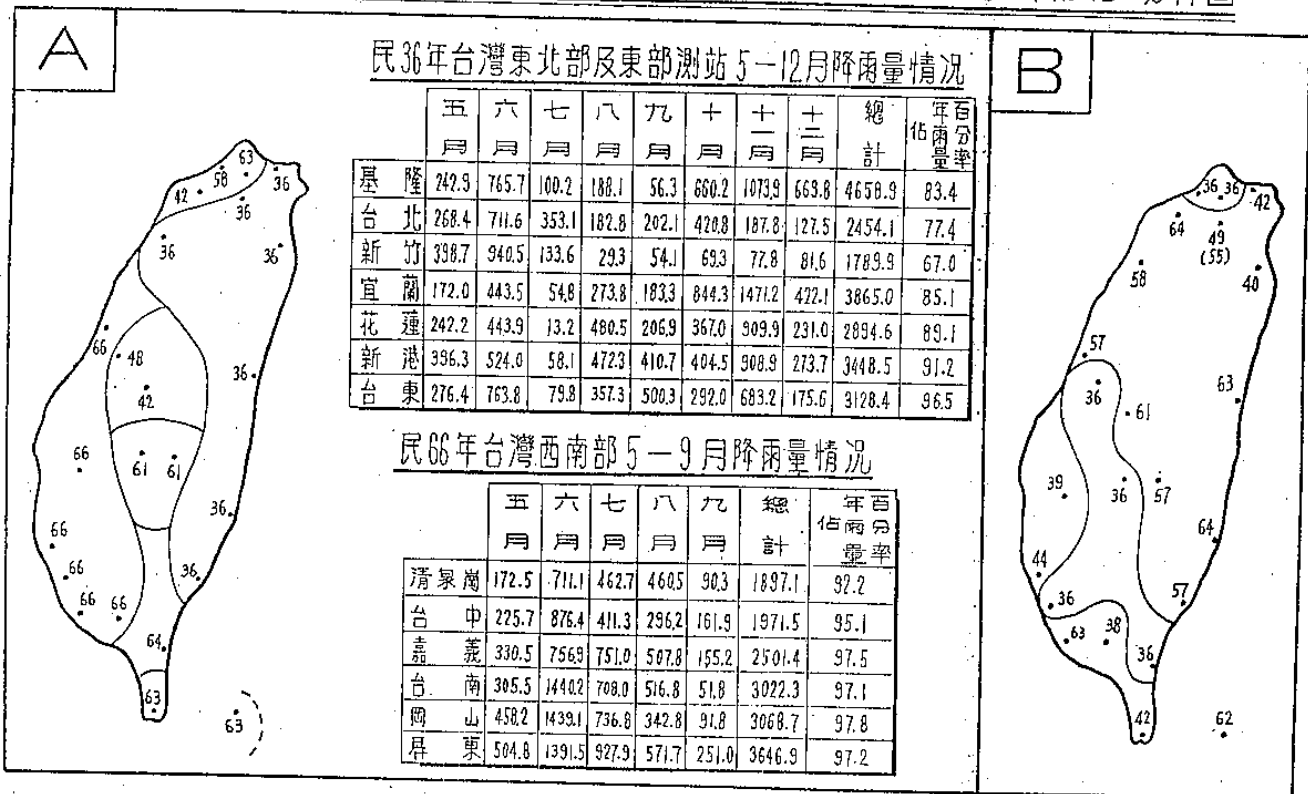 A
民36年台灣東北部及東部測站5—12月降雨量情況
五月 六月 七月 八月 九月 十月 十一月 十二月 總計 佔年雨量百分率
基隆 242.9 765.7 100.2 188.1 56.3 660.2 1073.9 663.8 4658.9 83.4
台北 268.4 711.6 353.1 182.8 202.1 420.8 187.8 127.5 2454.1 77.4
新竹 398.7 940.5 133.6 29.3 54.1 69.3 77.8 81.6 1789.9 67.0
宜蘭 172.0 443.5 54.8 273.8 183.3 844.3 1471.2 422.1 3865.0 85.1
花蓮 242.2 443.9 13.2 480.5 206.9 367.0 909.9 231.0 2894.6 89.1
新港 396.3 524.0 58.1 472.3 410.7 404.5 908.9 273.7 3448.5 91.2
台東 276.4 763.8 79.8 357.3 500.3 292.0 683.2 175.6 3128.4 96.5
民66年台灣西南部5—9月降雨量情況
五月 六月 七月 八月 九月 總計 佔年雨量百分率
清泉崗 172.5 711.1 462.7 460.5 90.3 1897.1 92.2
台中 225.7 876.4 411.3 296.2 161.9 1971.5 95.1
嘉義 330.5 756.9 751.0 507.8 155.2 2501.4 97.5
台南 305.5 1440.2 708.0 516.8 51.8 3022.3 97.1
岡山 458.2 1439.1 736.8 342.8 91.8 3068.7 97.8
屏東 504.8 1391.5 927.9 571.7 251.0 3646.9 97.2
63
58
42 36
36
36 36
66
48
36
42
66 61 61
36
66
66 36
66 66
64
63
63
B
36 36 42
64 49
(55)
58 40
57
36 63
61
39 36 57
64
44
36 57
63 38
36
42 62